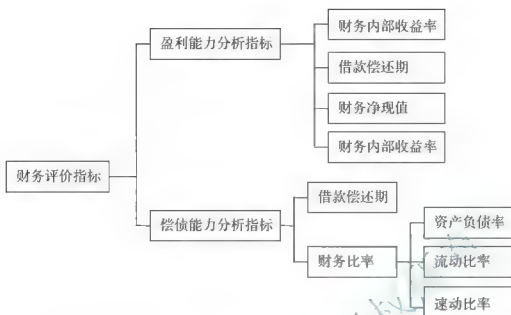 财务内部收益率
盈利能力分析指标
借款偿还期
财务净现值
财务内部收益率
财务评价指标
借款偿还期
偿债能力分析指标
资产负债率
财务比率
流动比率
速动比率